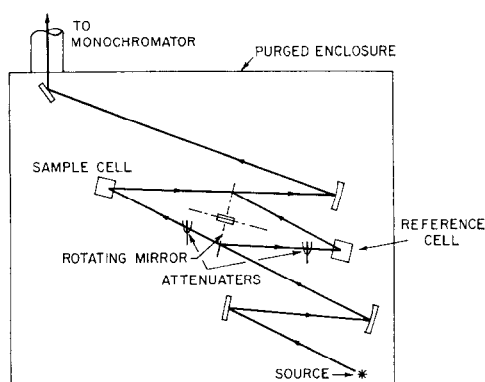 TO
MONOCHROMATOR
PURGED ENCLOSURE
SAMPLE CELL
REFERENCE
CELL
ROTATING MIRROR
ATTENUATERS
SOURCE